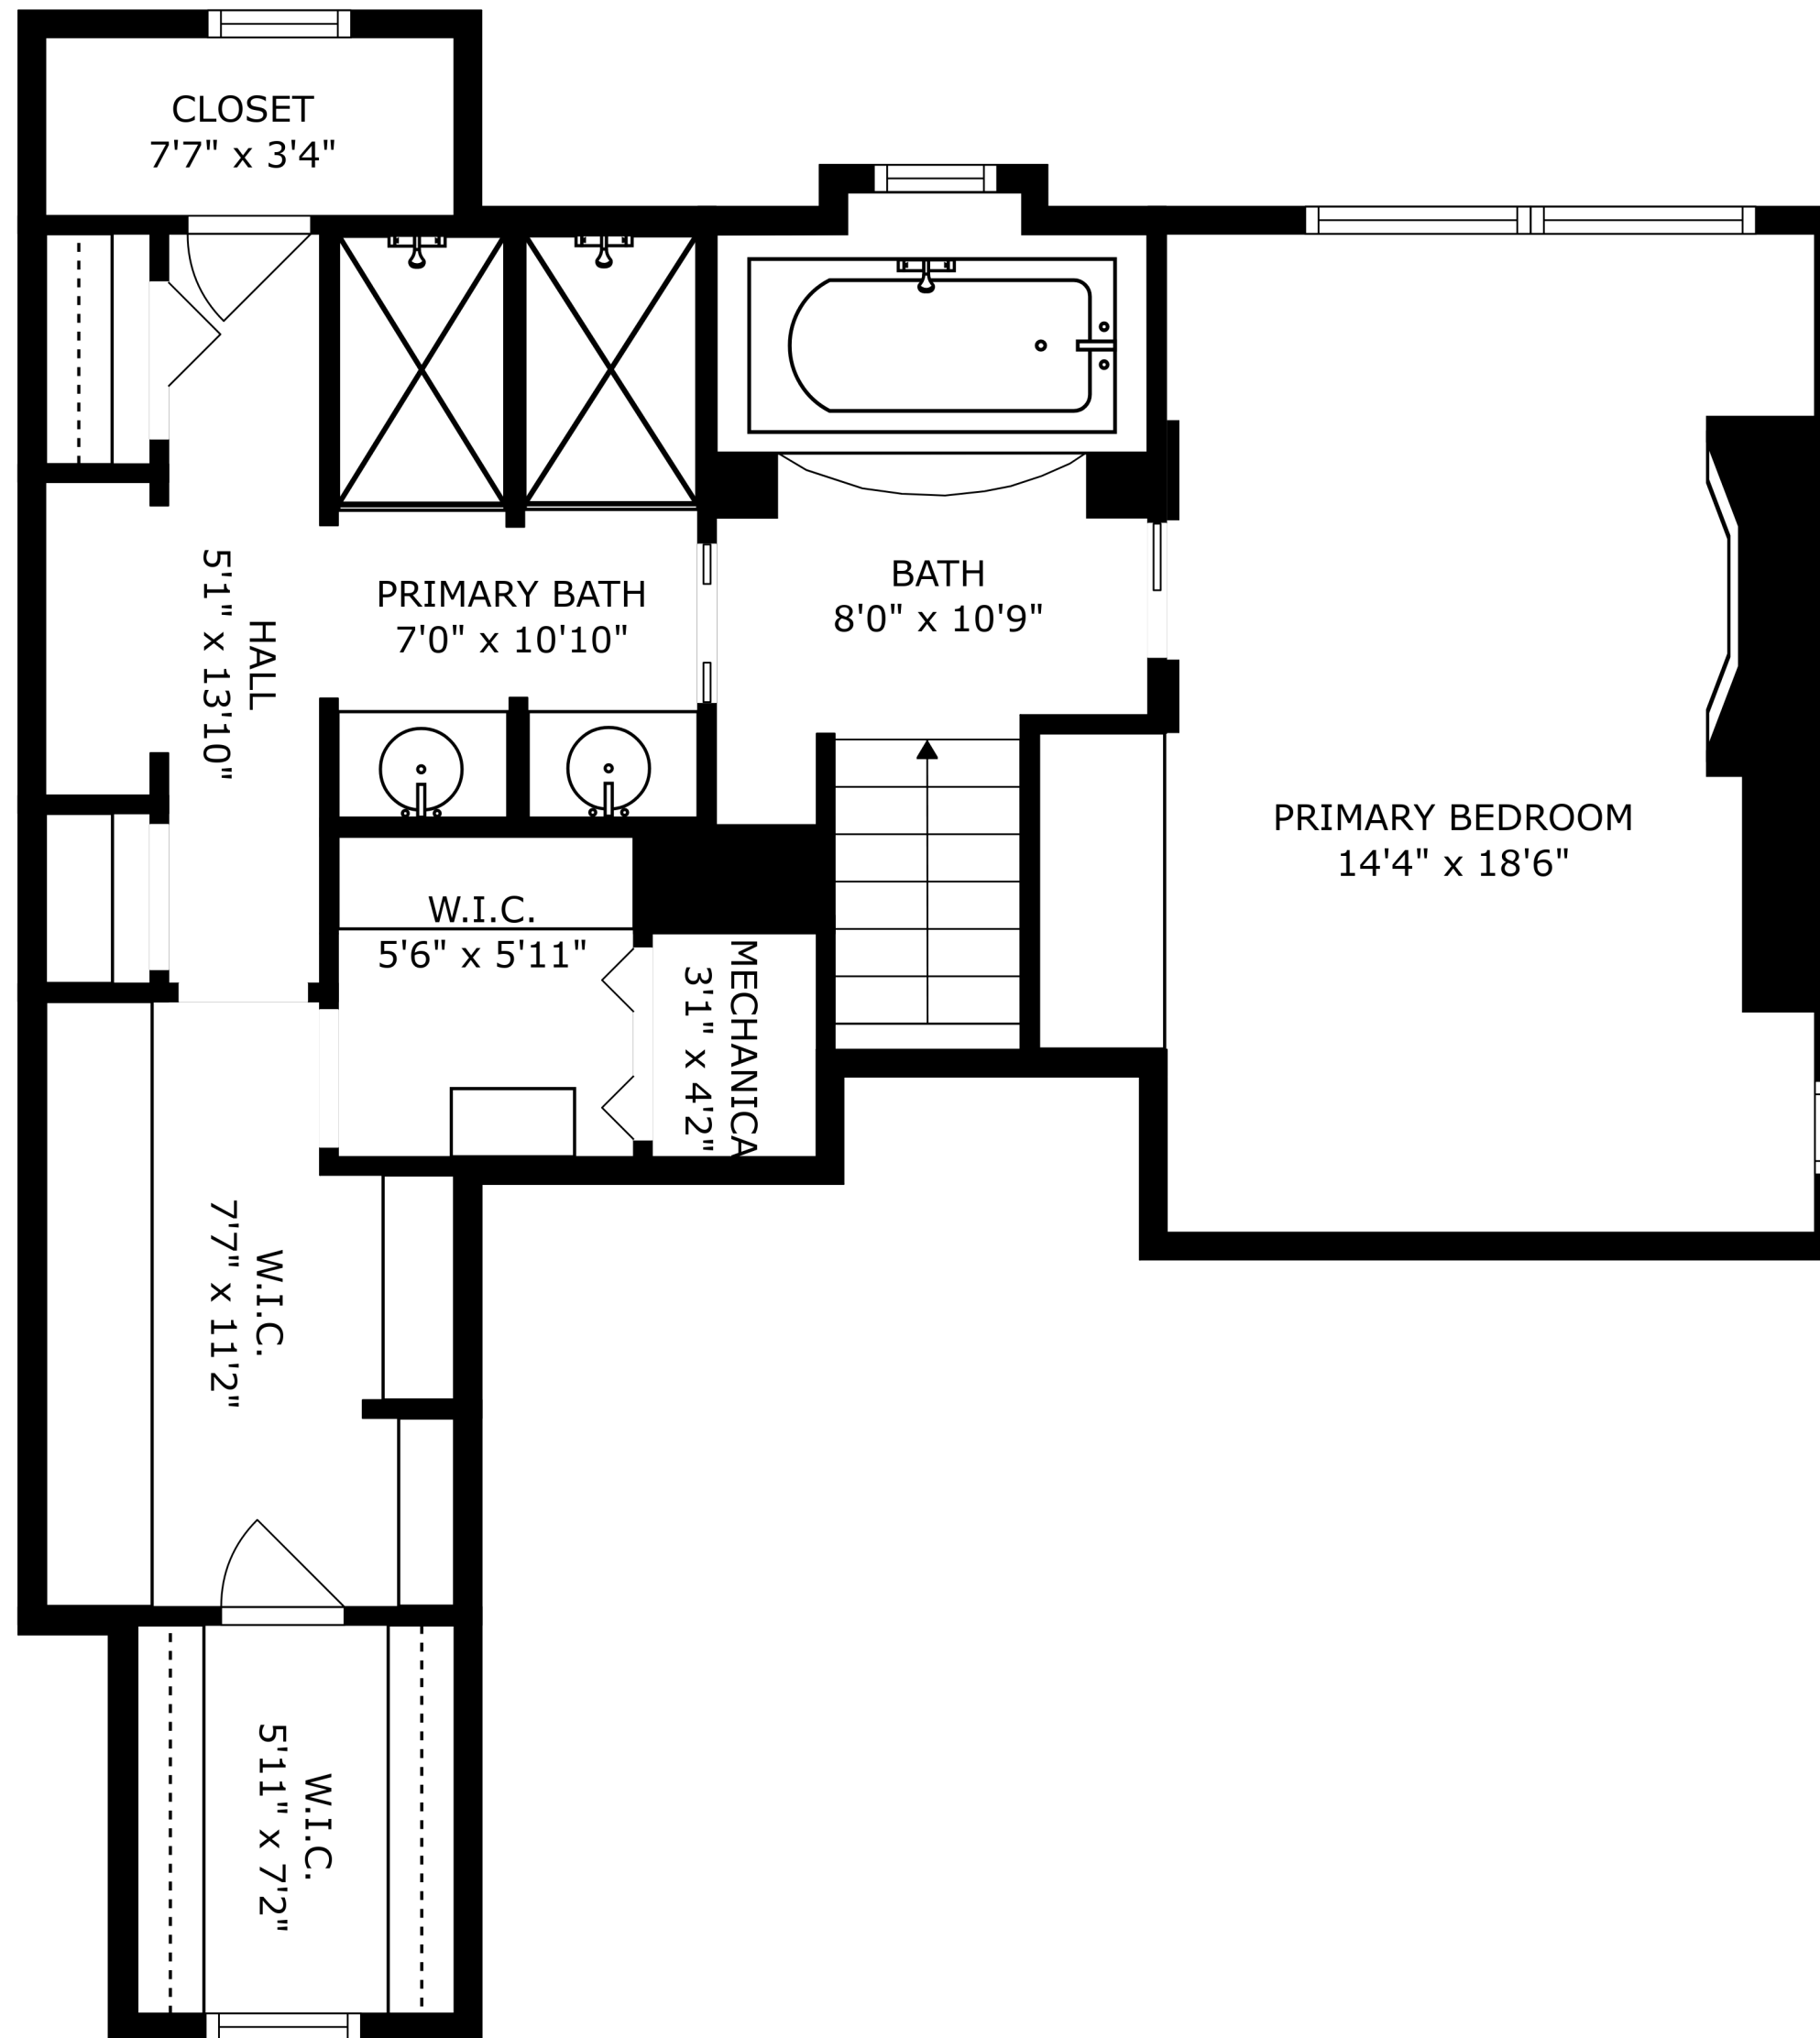 CLOSET
7'7" x 3'4"
HALL
5'1" x 13'10"
PRIMARY BATH
7'0" x 10'10"
BATH
8'0" x 10'9"
PRIMARY BEDROOM
14'4" x 18'6"
W.I.C.
5'6" x 5'11"
MECHANICA
3'1" x 4'2"
W.I.C.
7'7" x 11'2"
W.I.C.
5'11" x 7'2"